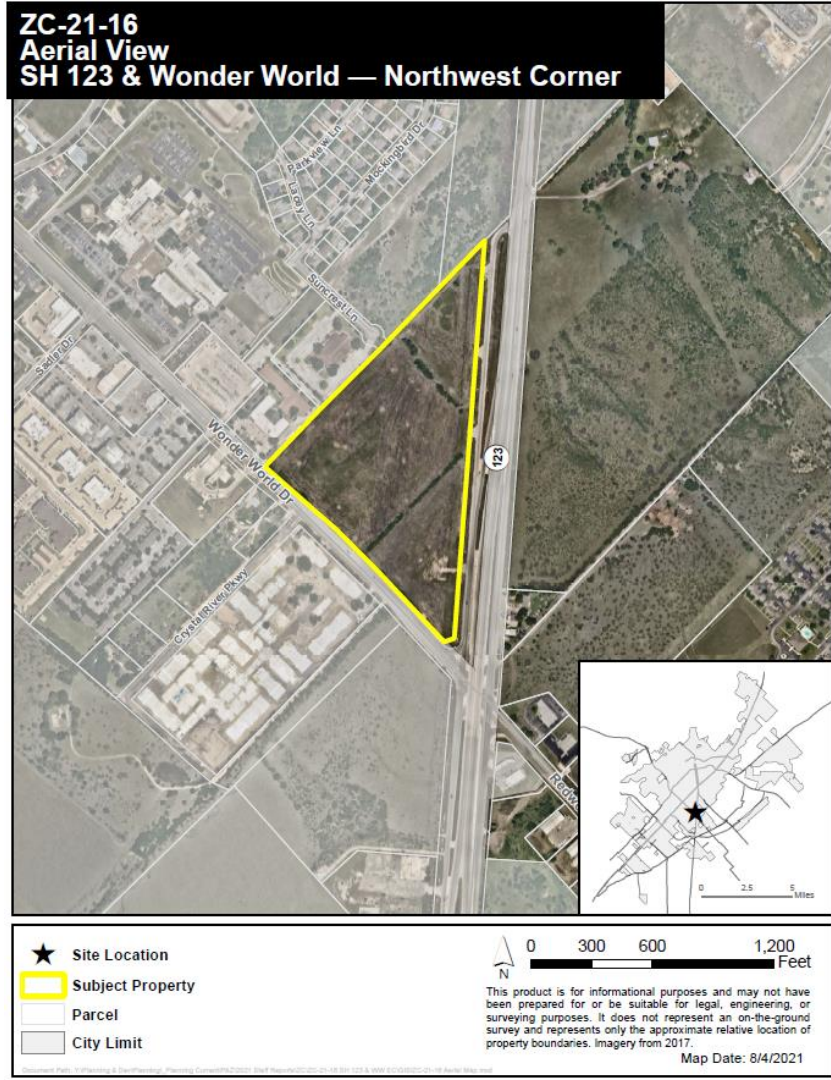 ZC-21-16
Aerial View
SH 123 & Wonder World — Northwest Corner
Parkview Ln
Mockingbird Dr
Lacey Ln
Suncrest Ln
Sadler Dr
Wonder World Dr
123
Crystal River Pkwy
Redw
0 2.5 5
Miles
Site Location
Subject Property
Parcel
City Limit
N
0 300 600 1,200
Feet
This product is for informational purposes and may not have
been prepared for or be suitable for legal, engineering, or
surveying purposes. It does not represent an on-the-ground
survey and represents only the approximate relative location of
property boundaries. Imagery from 2017.
Map Date: 8/4/2021